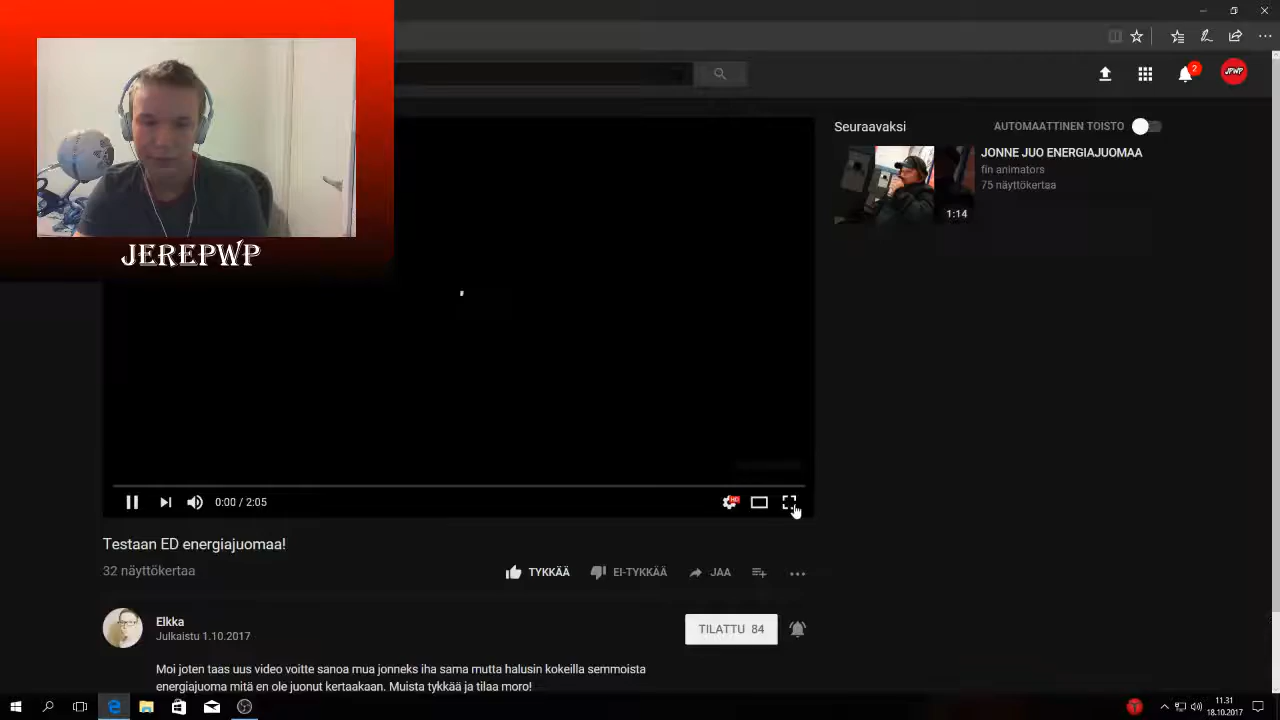 JEREPWP
2
JPWP
Seuraavaksi
AUTOMAATTINEN TOISTO
JONNE JUO ENERGIAJUOMAA
fin animators
75 näyttökertaa
1:14
0:00 / 2:05
HD
Testaan ED energiajuomaa!
32 näyttökertaa
TYKKÄÄ
EI-TYKKÄÄ
JAA
Elkka
Julkaistu 1.10.2017
TILATTU 84
Moi joten taas uus video voitte sanoa mua jonneks iha sama mutta halusin kokeilla semmoista
energiajuoma mitä en ole juonut kertaakaan. Muista tykkää ja tilaa moro!
11.31
18.10.2017